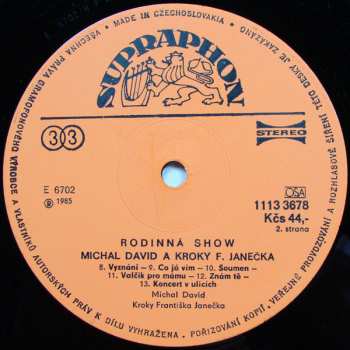 VŠECHNA PRÁVA GRAMOFONOVÉHO VÝROBCE A VLASTNÍKŮ AUTORSKÝCH PRÁV K DÍLU VYHRAŽENA. POŘIZOVÁNÍ KOPIÍ, VEŘEJNÉ PROVOZOVÁNÍ A ROZHLASOVÉ ŠÍŘENÍ TÉTO DESKY JE ZAKÁZÁNO • MADE IN CZECHOSLOVAKIA •
SUPRAPHON
33
STEREO
E 6702
℗ 1985
OSA
1113 3678
Kčs 44,-
2. strana
RODINNÁ SHOW
MICHAL DAVID A KROKY F. JANEČKA
8. Vyznání – 9. Co já vím – 10. Soumen –
11. Valčík pro mámu – 12. Znám tě –
13. Koncert v ulicích
Michal David
Kroky Františka Janečka